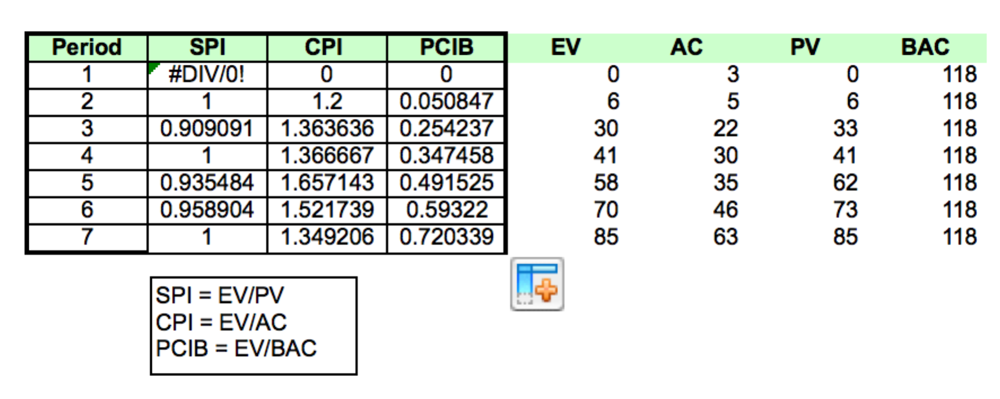 Period SPI CPI PCIB EV AC PV BAC
1 #DIV/0! 0 0 0 3 0 118
2 1 1.2 0.050847 6 5 6 118
3 0.909091 1.363636 0.254237 30 22 33 118
4 1 1.366667 0.347458 41 30 41 118
5 0.935484 1.657143 0.491525 58 35 62 118
6 0.958904 1.521739 0.59322 70 46 73 118
7 1 1.349206 0.720339 85 63 85 118
SPI = EV/PV
CPI = EV/AC
PCIB = EV/BAC